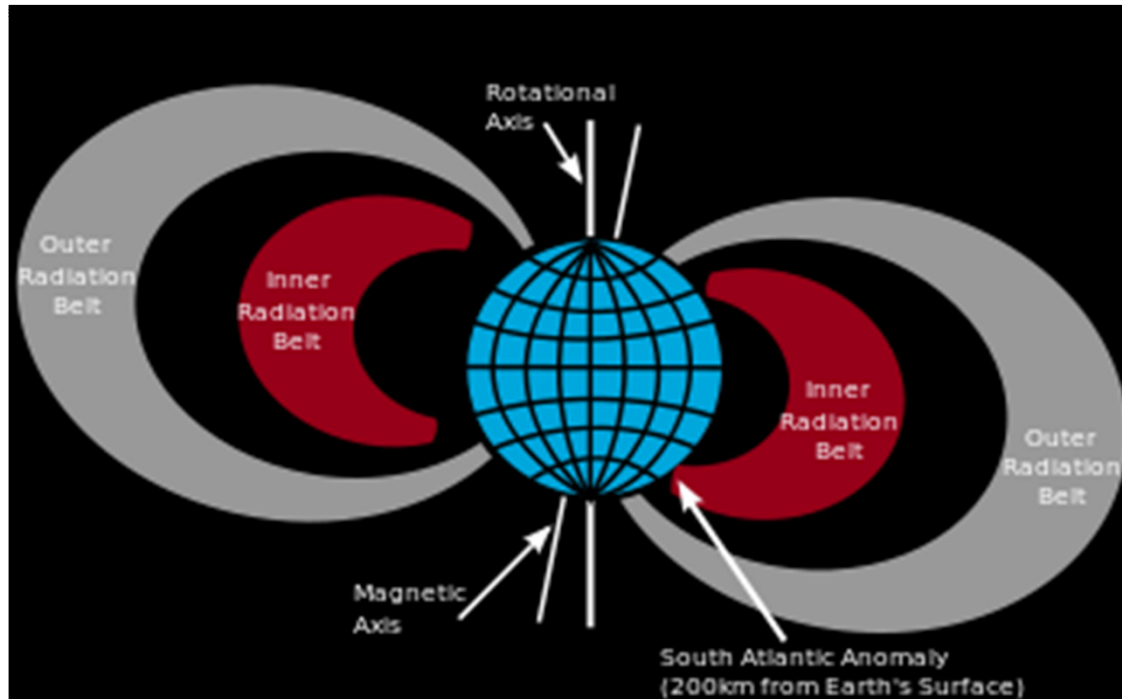 Rotational
Axis
Outer
Radiation
Belt
Inner
Radiation
Belt
Inner
Radiation
Belt
Outer
Radiation
Belt
Magnetic
Axis
South Atlantic Anomaly
(200km from Earth's Surface)